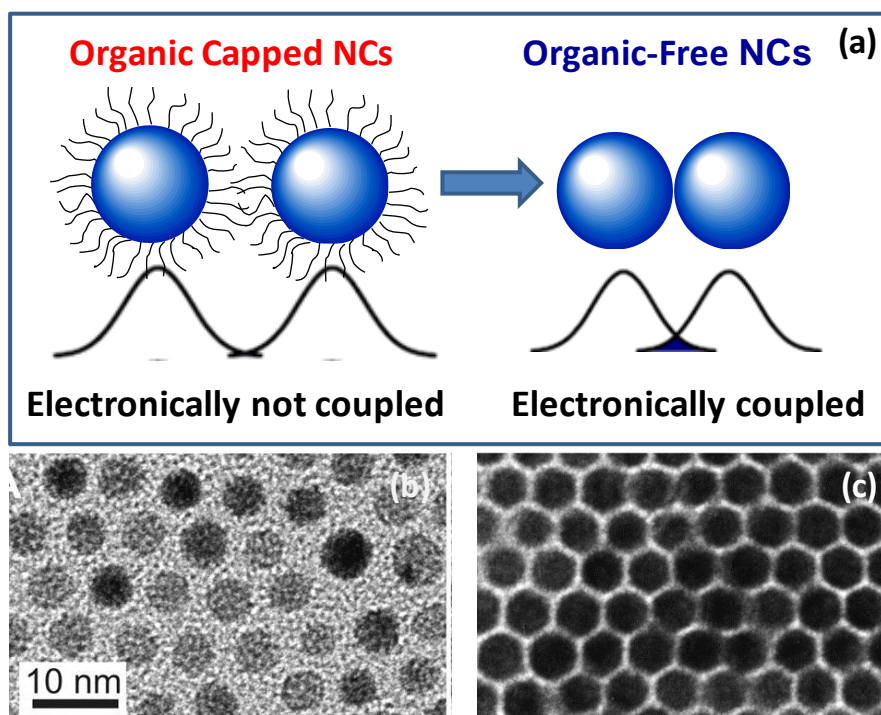 Organic Capped NCs
Organic-Free NCs
(a)
Electronically not coupled
Electronically coupled
A
(b)
(c)
10 nm